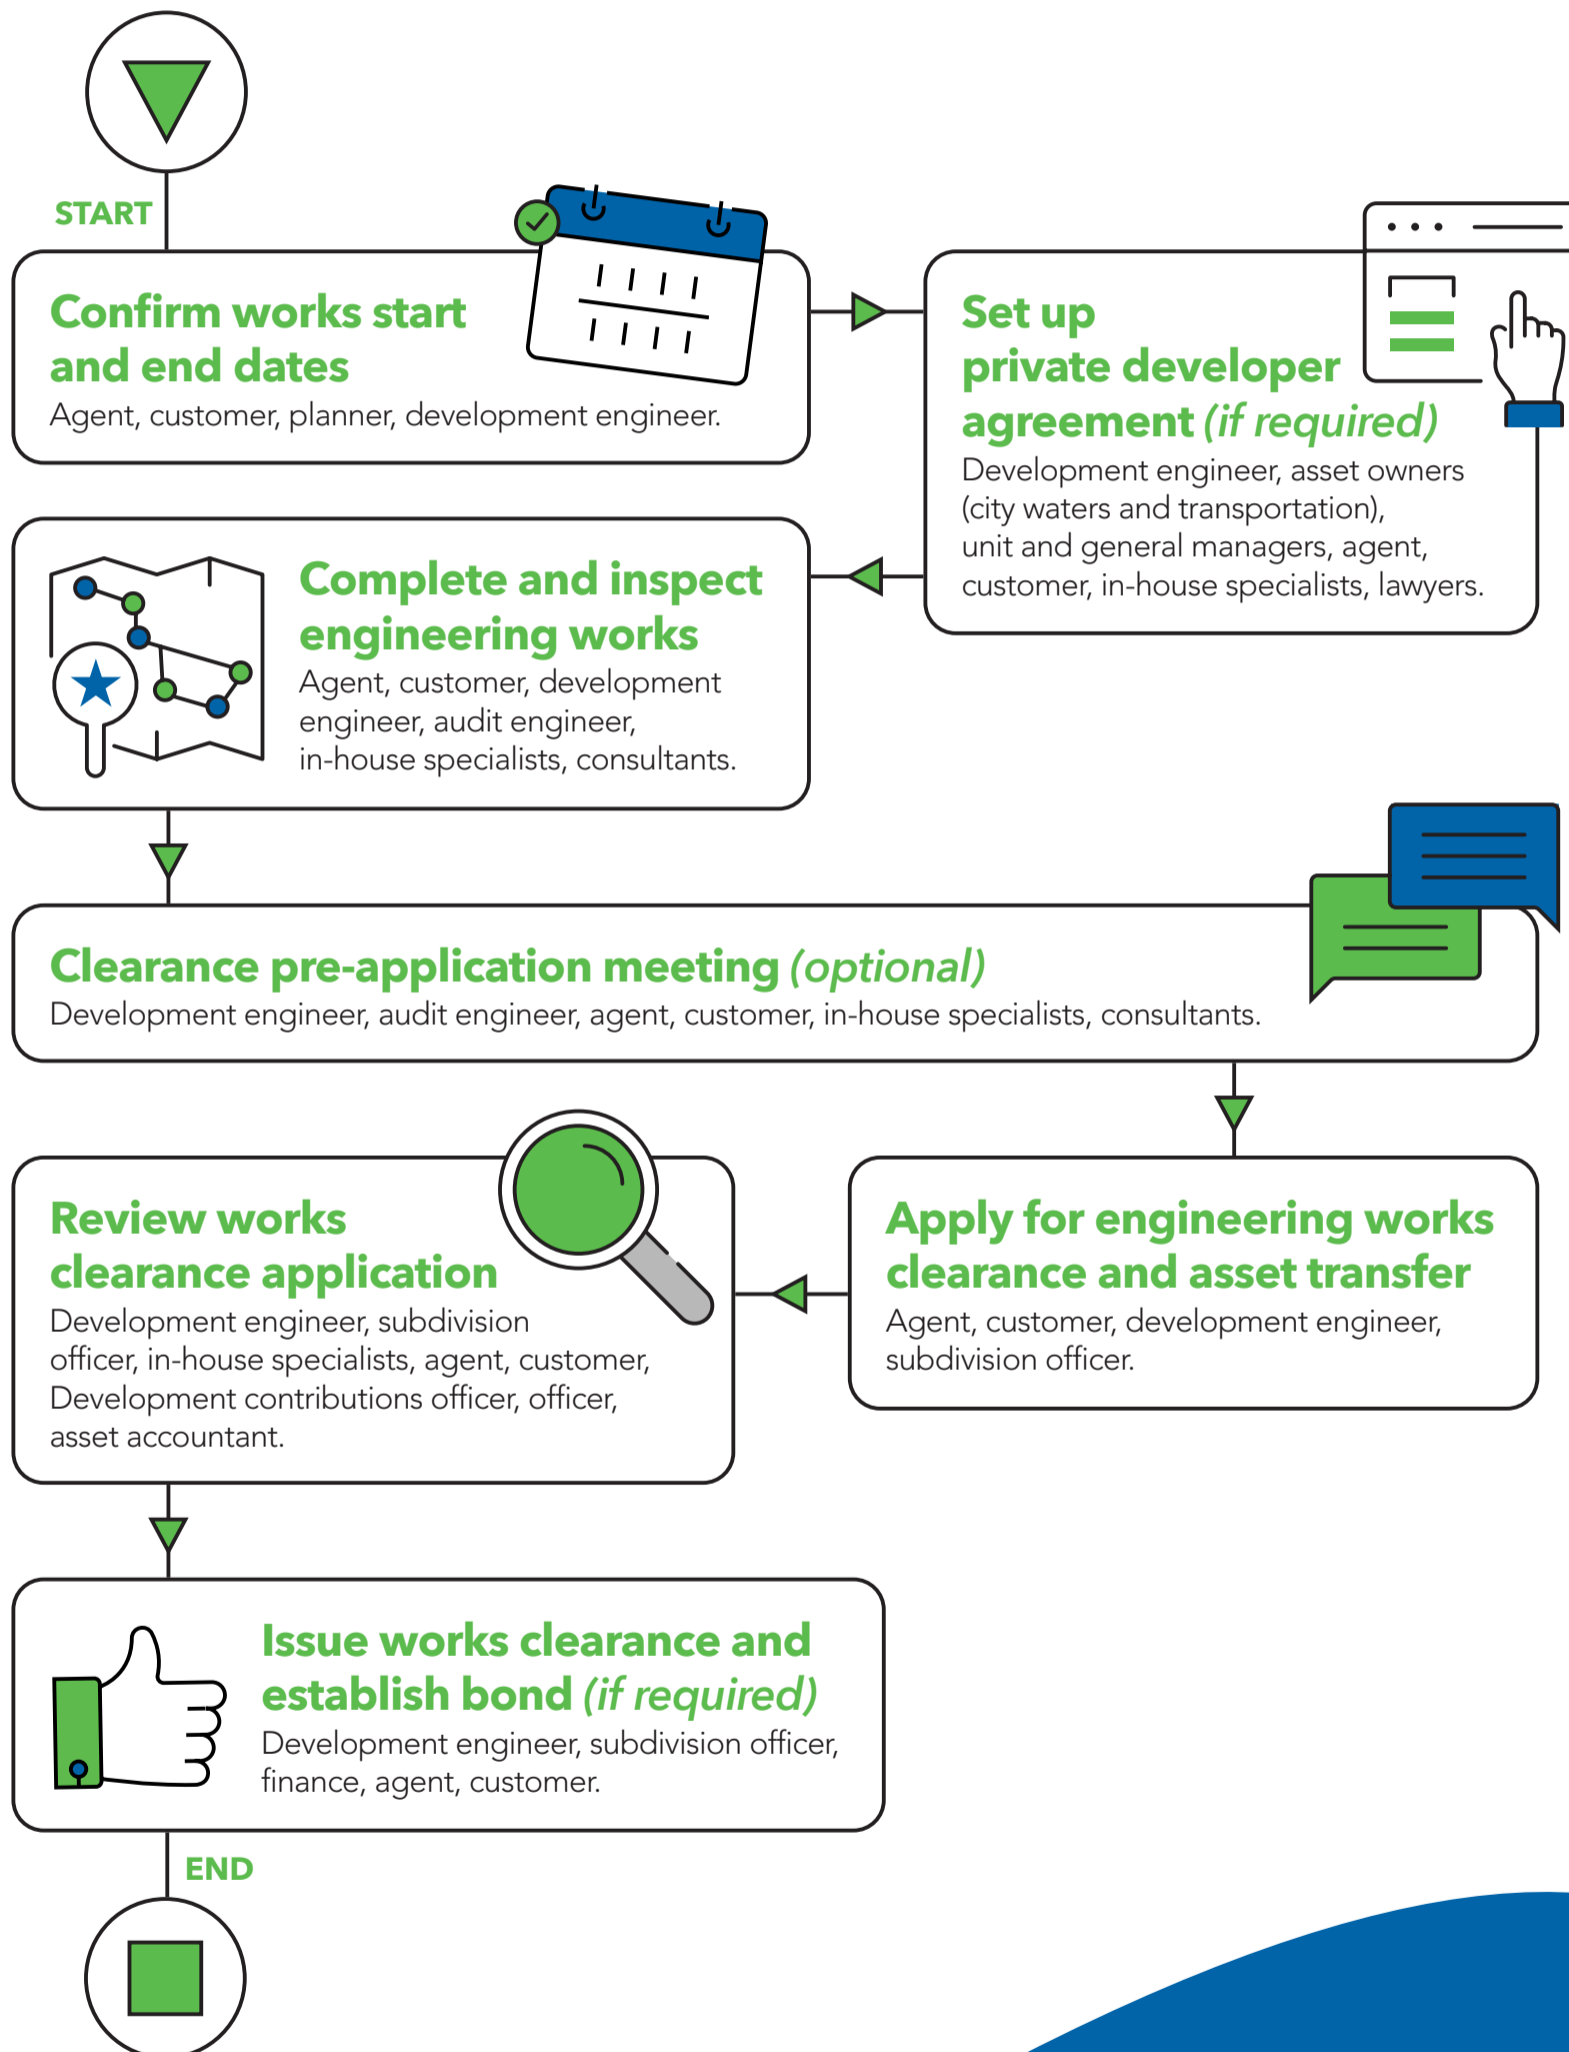 START
Confirm works start
and end dates
Agent, customer, planner, development engineer.
Set up
private developer
agreement (if required)
Development engineer, asset owners
(city waters and transportation),
unit and general managers, agent,
customer, in-house specialists, lawyers.
Complete and inspect
engineering works
Agent, customer, development
engineer, audit engineer,
in-house specialists, consultants.
Clearance pre-application meeting (optional)
Development engineer, audit engineer, agent, customer, in-house specialists, consultants.
Apply for engineering works
clearance and asset transfer
Agent, customer, development engineer,
subdivision officer.
Review works
clearance application
Development engineer, subdivision
officer, in-house specialists, agent, customer,
Development contributions officer, officer,
asset accountant.
Issue works clearance and
establish bond (if required)
Development engineer, subdivision officer,
finance, agent, customer.
END